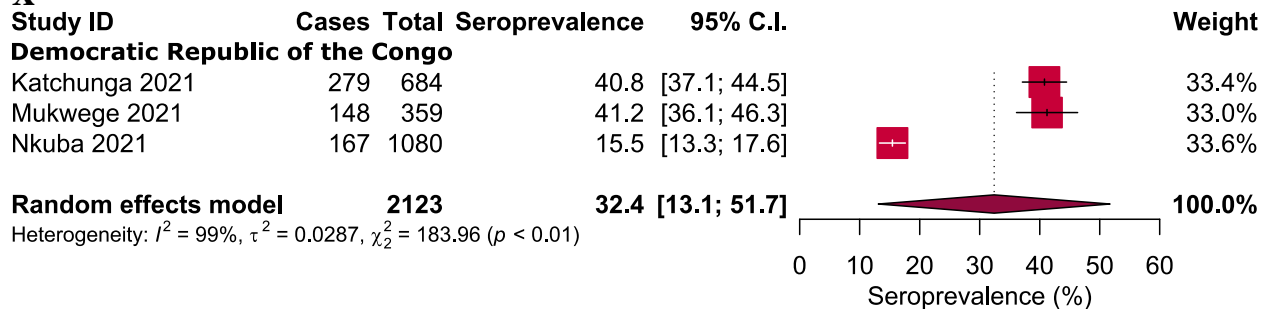 Study ID Cases Total Seroprevalence 95% C.I. Weight
Democratic Republic of the Congo
Katchunga 2021 279 684 40.8 [37.1; 44.5] 33.4%
Mukwege 2021 148 359 41.2 [36.1; 46.3] 33.0%
Nkuba 2021 167 1080 15.5 [13.3; 17.6] 33.6%
Random effects model 2123 32.4 [13.1; 51.7] 100.0%
Heterogeneity: I² = 99%, τ² = 0.0287, χ²₂ = 183.96 (p < 0.01)
0 10 20 30 40 50 60
Seroprevalence (%)